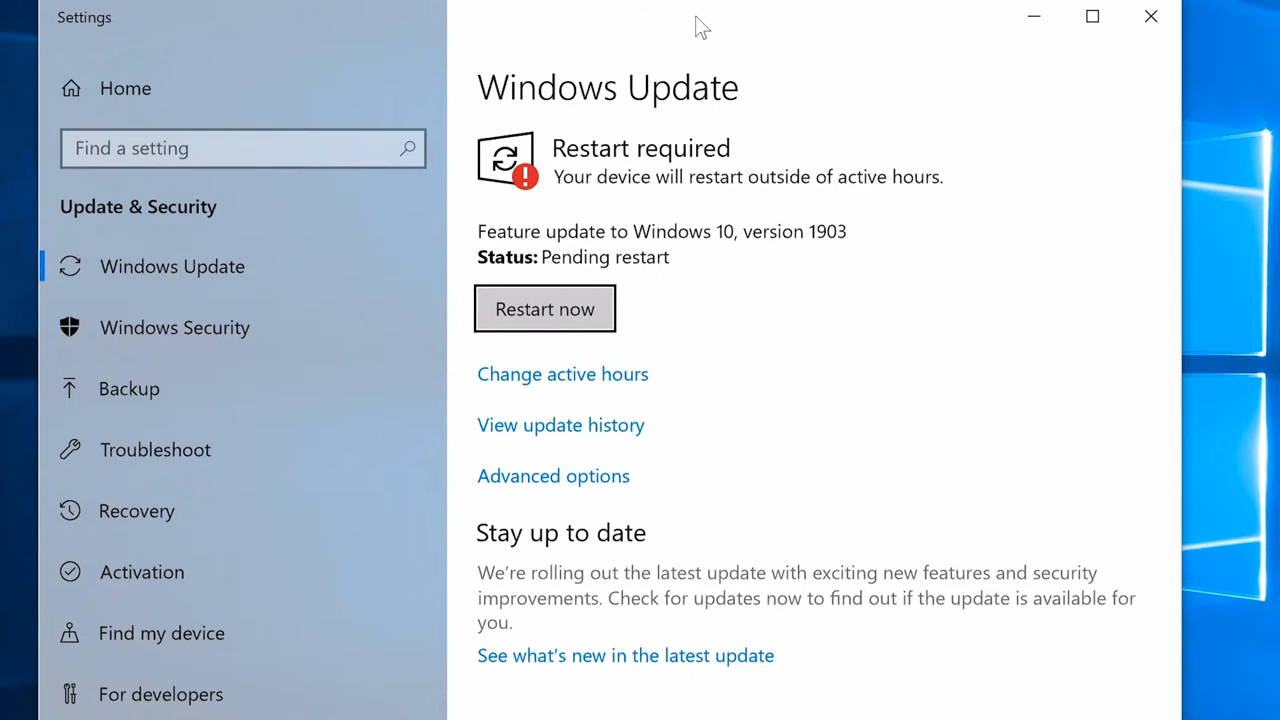 Settings
Home
Find a setting
Update & Security
Windows Update
Windows Security
Backup
Troubleshoot
Recovery
Activation
Find my device
For developers
Windows Update
Restart required
Your device will restart outside of active hours.
Feature update to Windows 10, version 1903
Status: Pending restart
Restart now
Change active hours
View update history
Advanced options
Stay up to date
We're rolling out the latest update with exciting new features and security
improvements. Check for updates now to find out if the update is available for
you.
See what's new in the latest update